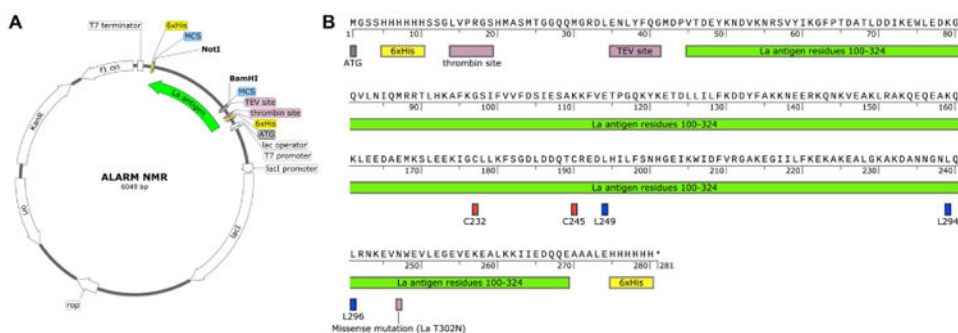 A
T7 terminator
6xHis
MCS
NotI
f1 ori
BamHI
MCS
TEV site
thrombin site
6xHis
ATG
lac operator
T7 promoter
lacI promoter
La antigen
KanR
ALARM NMR
6049 bp
ori
lacI
rop
B
MGSSHHHHHHSSGLVPRGSHMASMTGGQQMGRDLENLYFQGMDPVTDEYKNDVKNRSVYIKGFPTDATLDDIKEWLEDKG
1 10 20 30 40 50 60 70 80
6xHis TEV site La antigen residues 100-324
ATG thrombin site
QVLNIQMRRTLHKAFKGSIFVVFDSIESAKKFVETPGQKYKETDLLILFKDDYFAKKNEERKQNKVEAKLRAKQEQEAKQ
90 100 110 120 130 140 150 160
La antigen residues 100-324
KLEEDAEMKSLEEKIGCLLKFSGDLDDQTCREDLHILFSNHGEIKWIDFVRGAKEGIILFKEKAKEALGKAKDANNGNLQ
170 180 190 200 210 220 230 240
La antigen residues 100-324
C232 C245 L249 L294
LRNKEVNWEVLEGEVEKEALKKIIEDQQEAAALEHHHHHH*
250 260 270 280 281
La antigen residues 100-324 6xHis
L296
Missense mutation (La T302N)